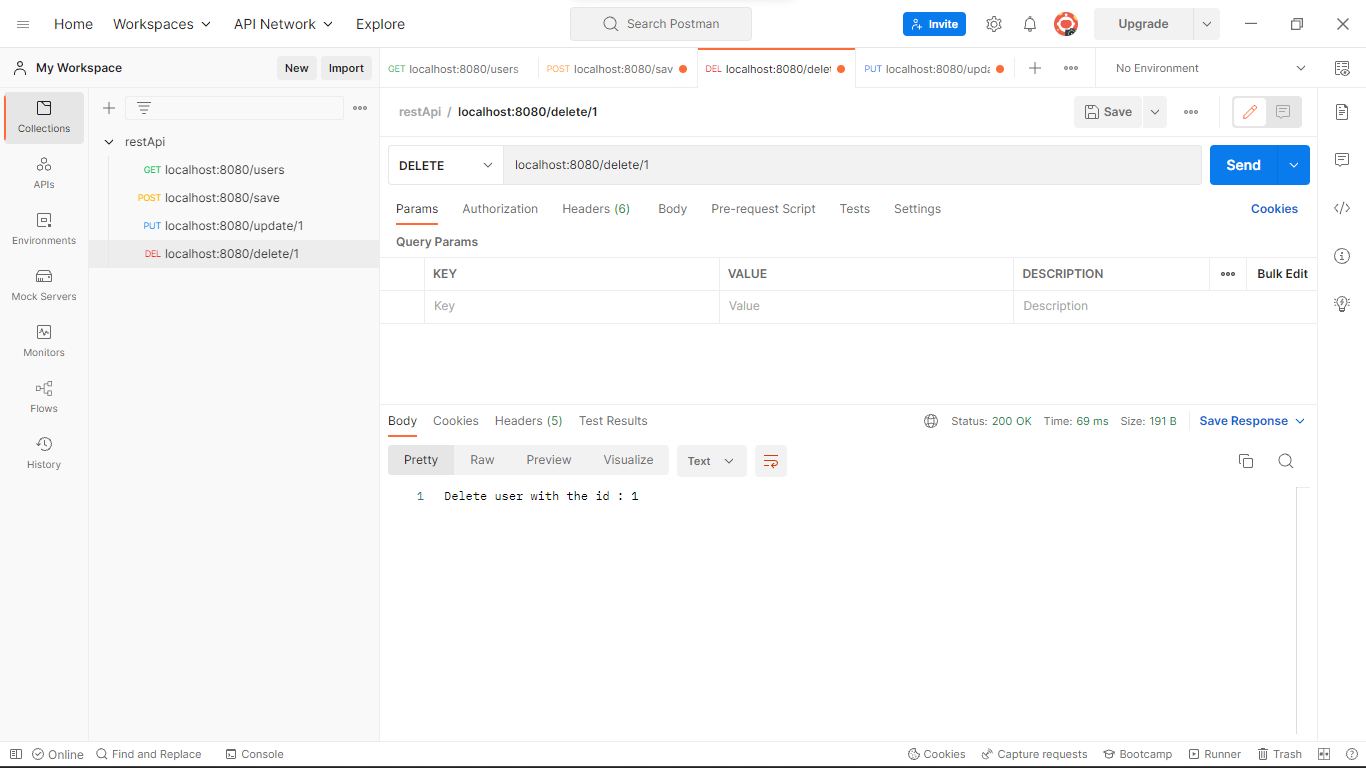 Home Workspaces API Network Explore Search Postman Invite Upgrade
My Workspace New Import GET localhost:8080/users POST localhost:8080/sav DEL localhost:8080/delet PUT localhost:8080/upda No Environment
Collections
APIs
Environments
Mock Servers
Monitors
Flows
History
restApi
GET localhost:8080/users
POST localhost:8080/save
PUT localhost:8080/update/1
DEL localhost:8080/delete/1
restApi / localhost:8080/delete/1 Save
DELETE localhost:8080/delete/1 Send
Params Authorization Headers (6) Body Pre-request Script Tests Settings Cookies
Query Params
KEY VALUE DESCRIPTION Bulk Edit
Key Value Description
Body Cookies Headers (5) Test Results Status: 200 OK Time: 69 ms Size: 191 B Save Response
Pretty Raw Preview Visualize Text
1 Delete user with the id : 1
Online Find and Replace Console Cookies Capture requests Bootcamp Runner Trash